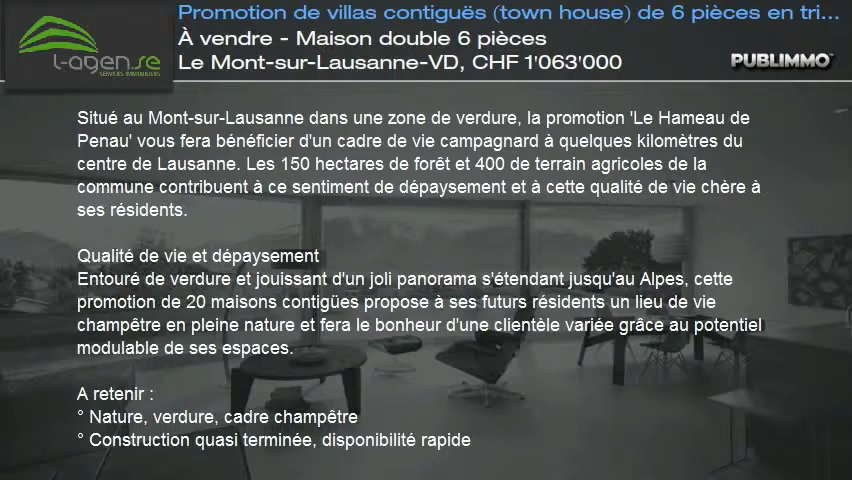 Promotion de villas contiguës (town house) de 6 pièces en tri...
À vendre - Maison double 6 pièces
Le Mont-sur-Lausanne-VD, CHF 1'063'000
L-agence
SERVICES IMMOBILIERS
PUBLIMMO
Situé au Mont-sur-Lausanne dans une zone de verdure, la promotion 'Le Hameau de
Penau' vous fera bénéficier d'un cadre de vie campagnard à quelques kilomètres du
centre de Lausanne. Les 150 hectares de forêt et 400 de terrain agricoles de la
commune contribuent à ce sentiment de dépaysement et à cette qualité de vie chère à
ses résidents.
Qualité de vie et dépaysement
Entouré de verdure et jouissant d'un joli panorama s'étendant jusqu'au Alpes, cette
promotion de 20 maisons contigües propose à ses futurs résidents un lieu de vie
champêtre en pleine nature et fera le bonheur d'une clientèle variée grâce au potentiel
modulable de ses espaces.
A retenir :
° Nature, verdure, cadre champêtre
° Construction quasi terminée, disponibilité rapide